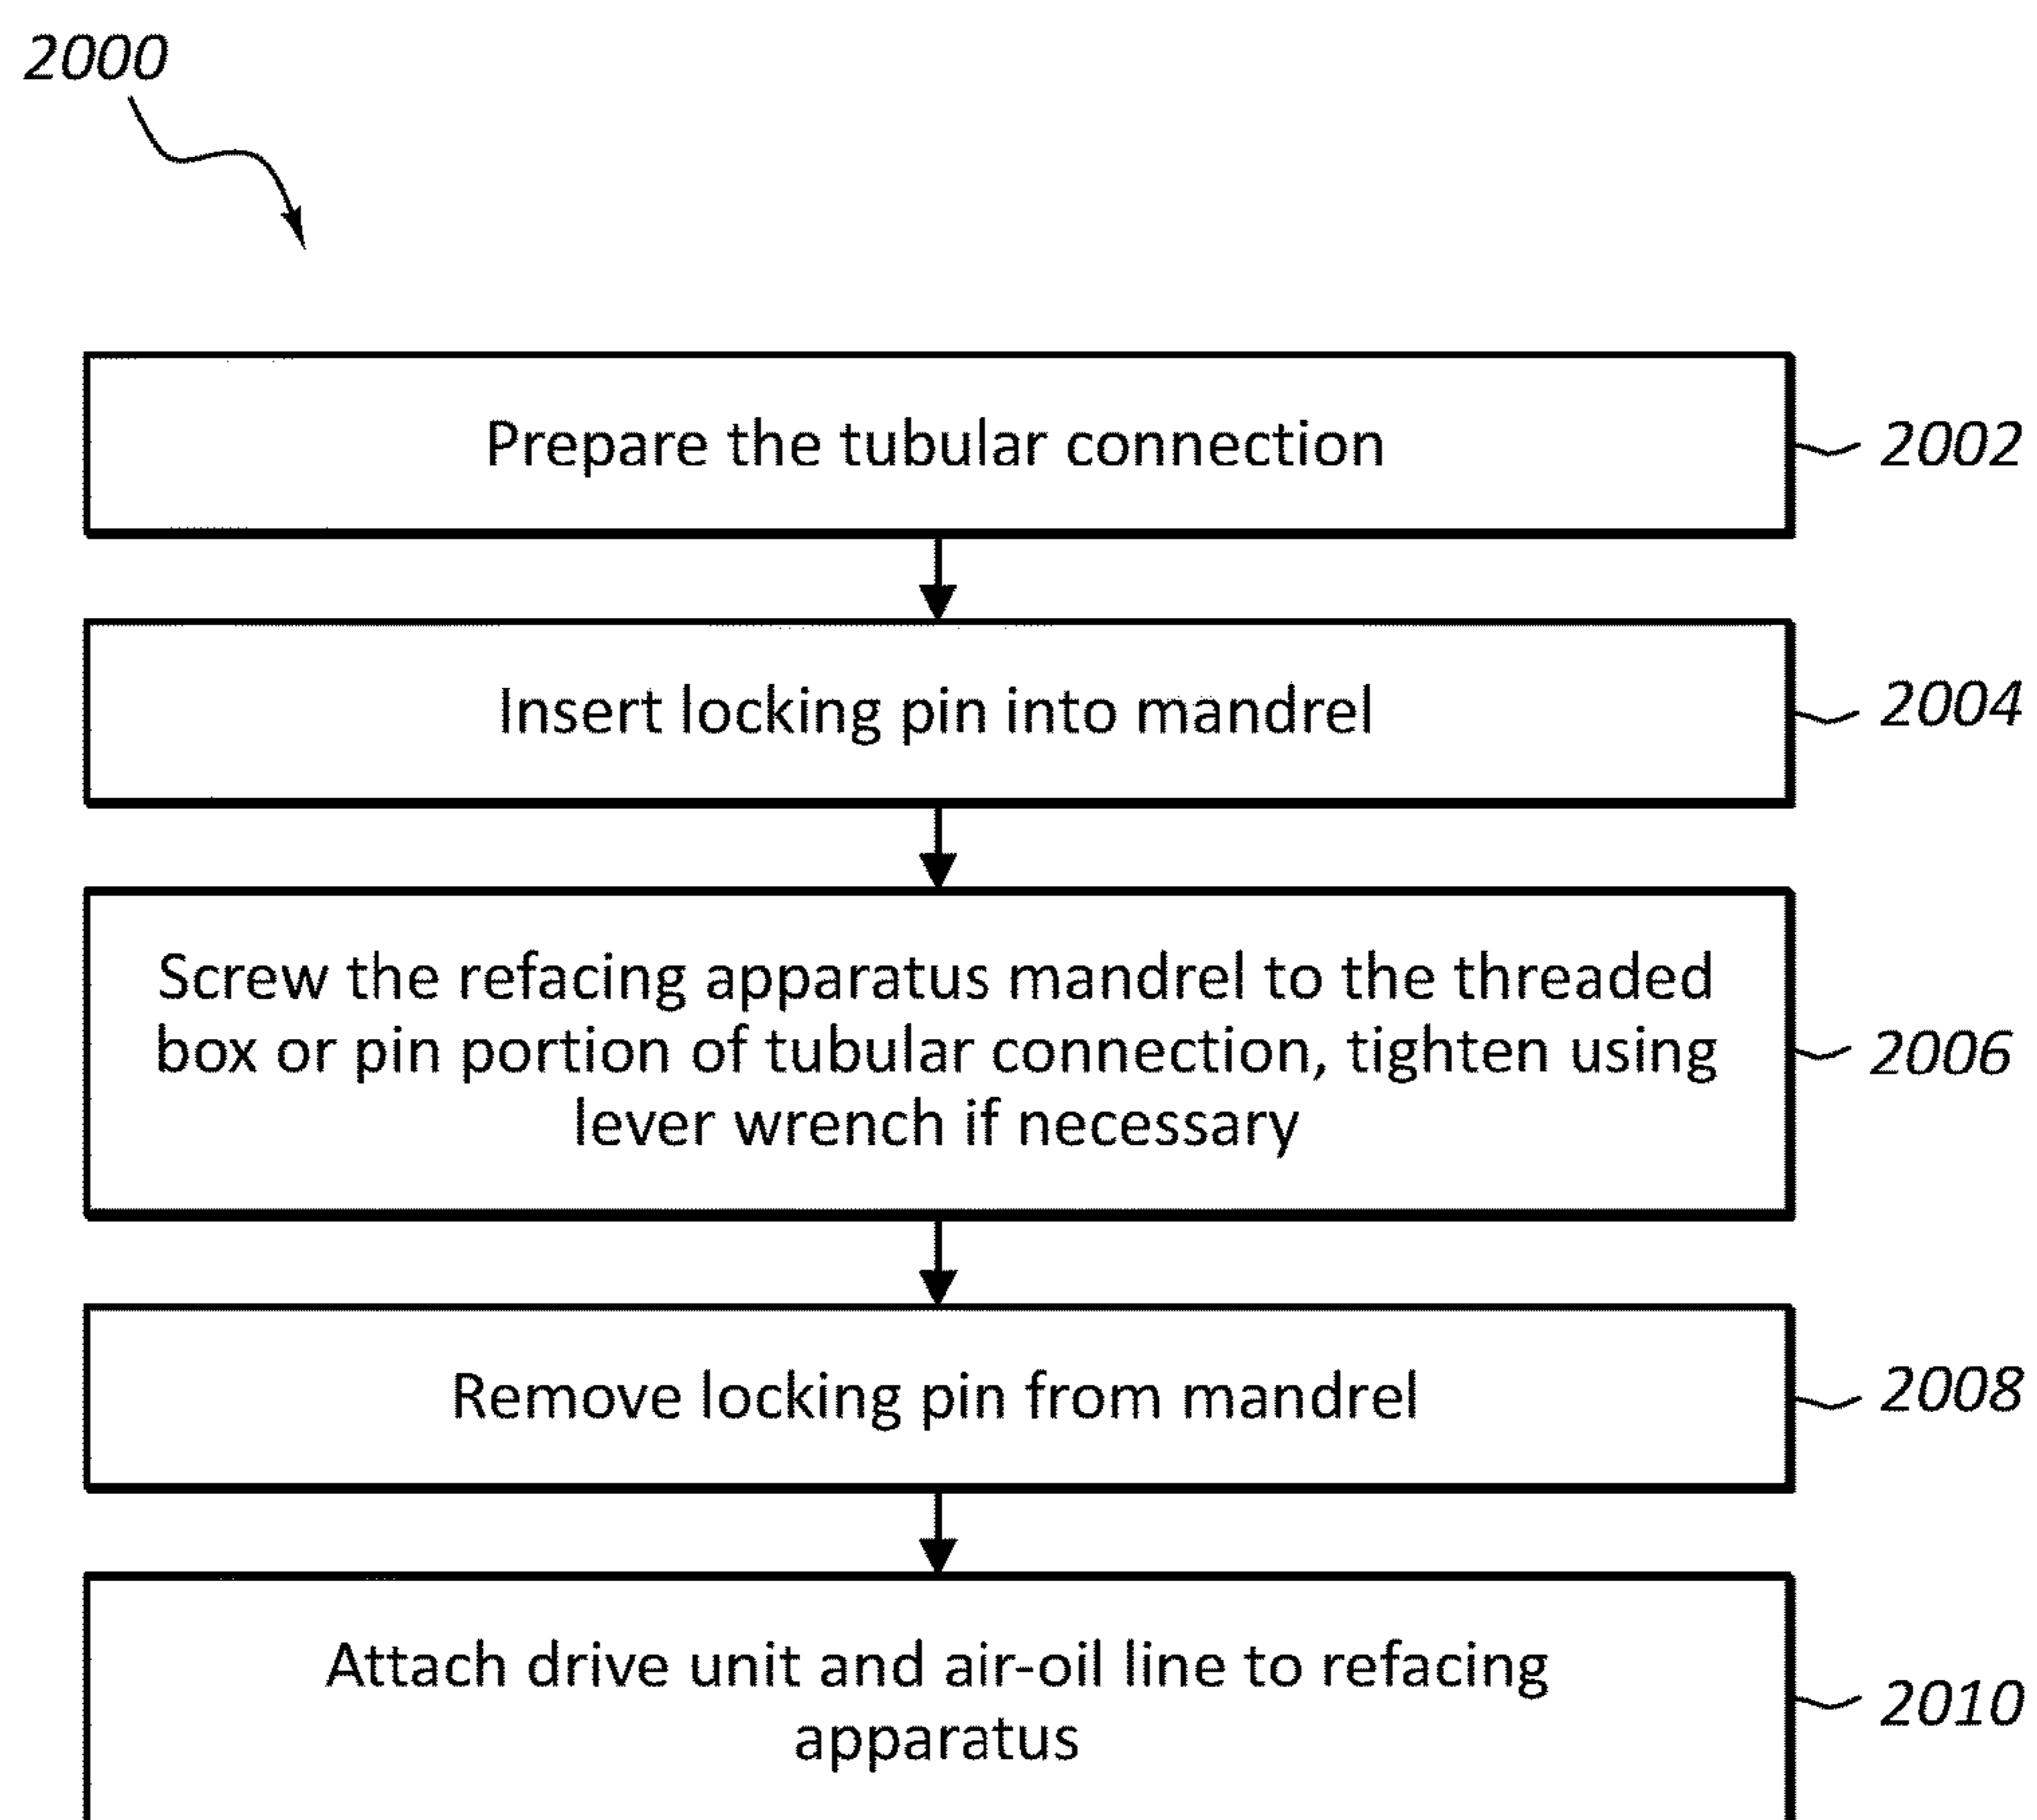 2000
Prepare the tubular connection
2002
Insert locking pin into mandrel
2004
Screw the refacing apparatus mandrel to the threaded
box or pin portion of tubular connection, tighten using
lever wrench if necessary
2006
Remove locking pin from mandrel
2008
Attach drive unit and air-oil line to refacing
apparatus
2010